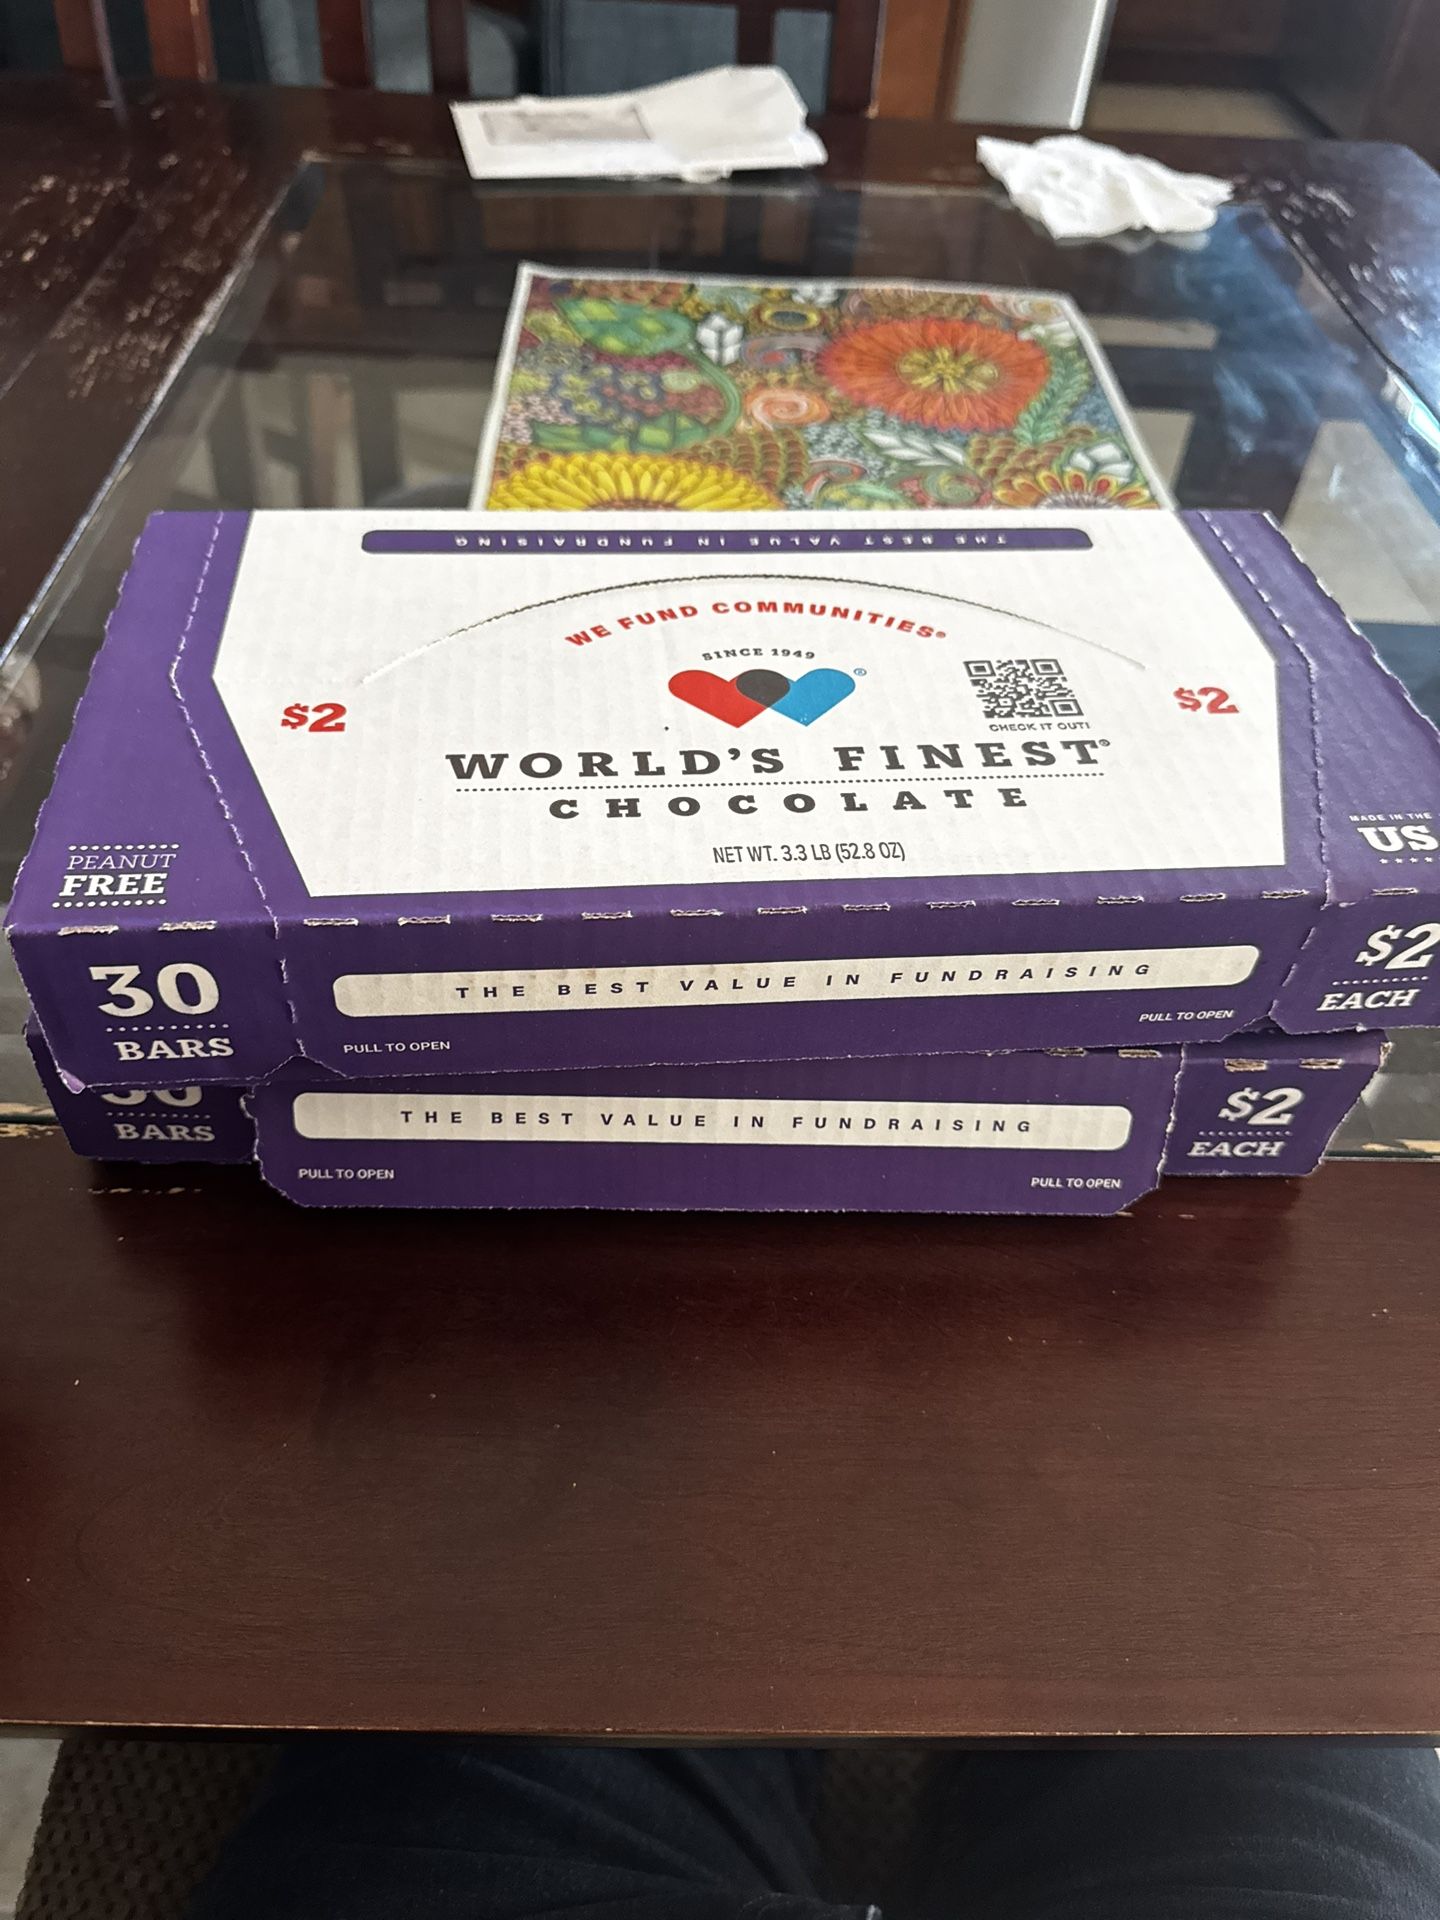 THE BEST VALUE IN FUNDRAISING
WE FUND COMMUNITIES®
SINCE 1949
®
$2
$2
CHECK IT OUT!
WORLD'S FINEST®
CHOCOLATE
NET WT. 3.3 LB (52.8 OZ)
PEANUT
FREE
MADE IN THE
US
30
BARS
THE BEST VALUE IN FUNDRAISING
PULL TO OPEN
PULL TO OPEN
$2
EACH
30
BARS
THE BEST VALUE IN FUNDRAISING
PULL TO OPEN
PULL TO OPEN
$2
EACH